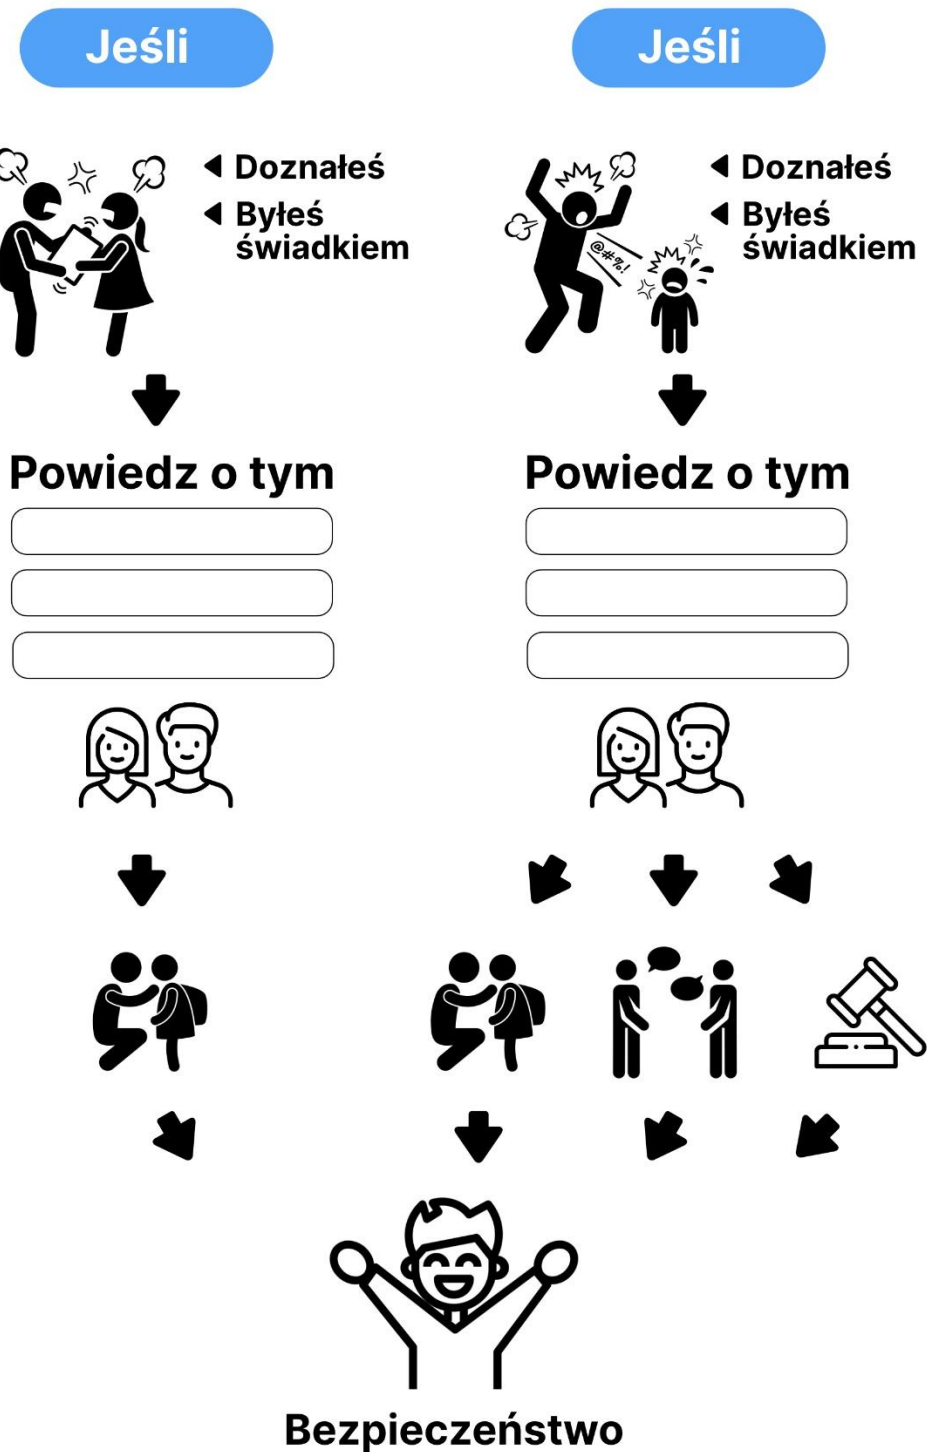 Jeśli
Doznałeś
Byłeś
świadkiem
Powiedz o tym
Jeśli
Doznałeś
Byłeś
świadkiem
@#%!
Powiedz o tym
Bezpieczeństwo